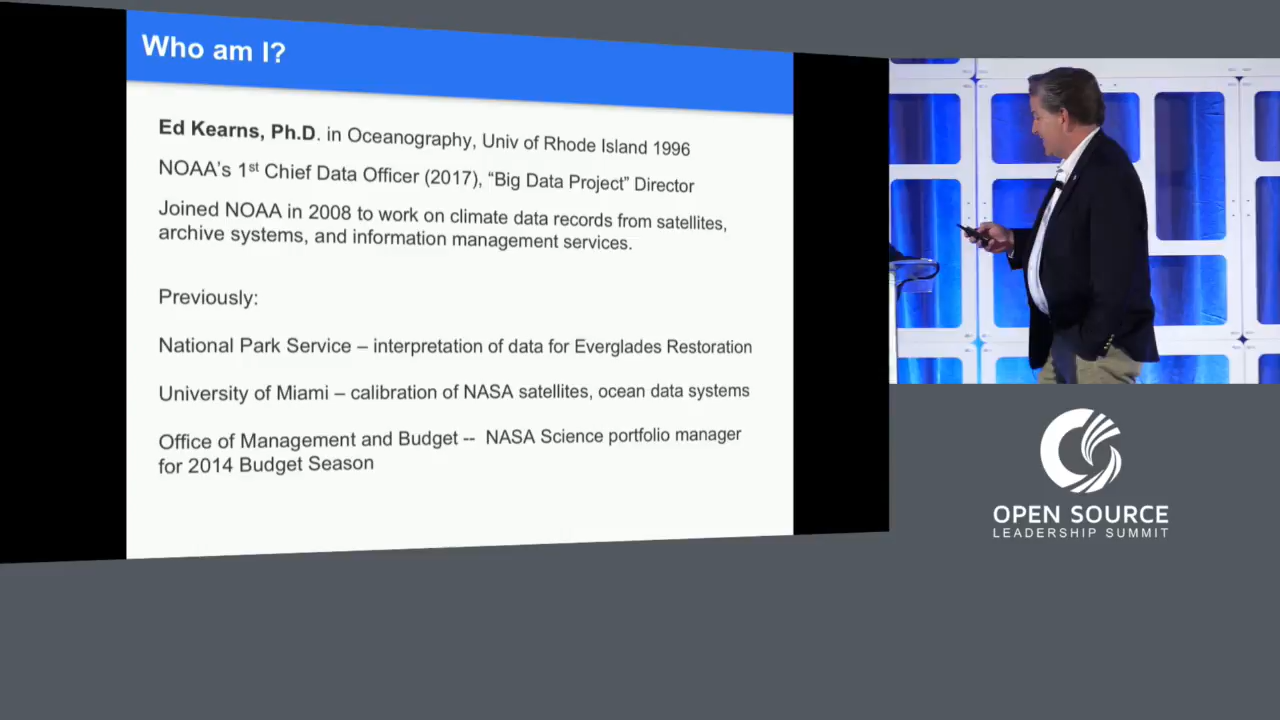 Who am I?
Ed Kearns, Ph.D. in Oceanography, Univ of Rhode Island 1996
NOAA's 1st Chief Data Officer (2017), “Big Data Project” Director
Joined NOAA in 2008 to work on climate data records from satellites,
archive systems, and information management services.
Previously:
National Park Service – interpretation of data for Everglades Restoration
University of Miami – calibration of NASA satellites, ocean data systems
Office of Management and Budget -- NASA Science portfolio manager
for 2014 Budget Season
OPEN SOURCE
LEADERSHIP SUMMIT